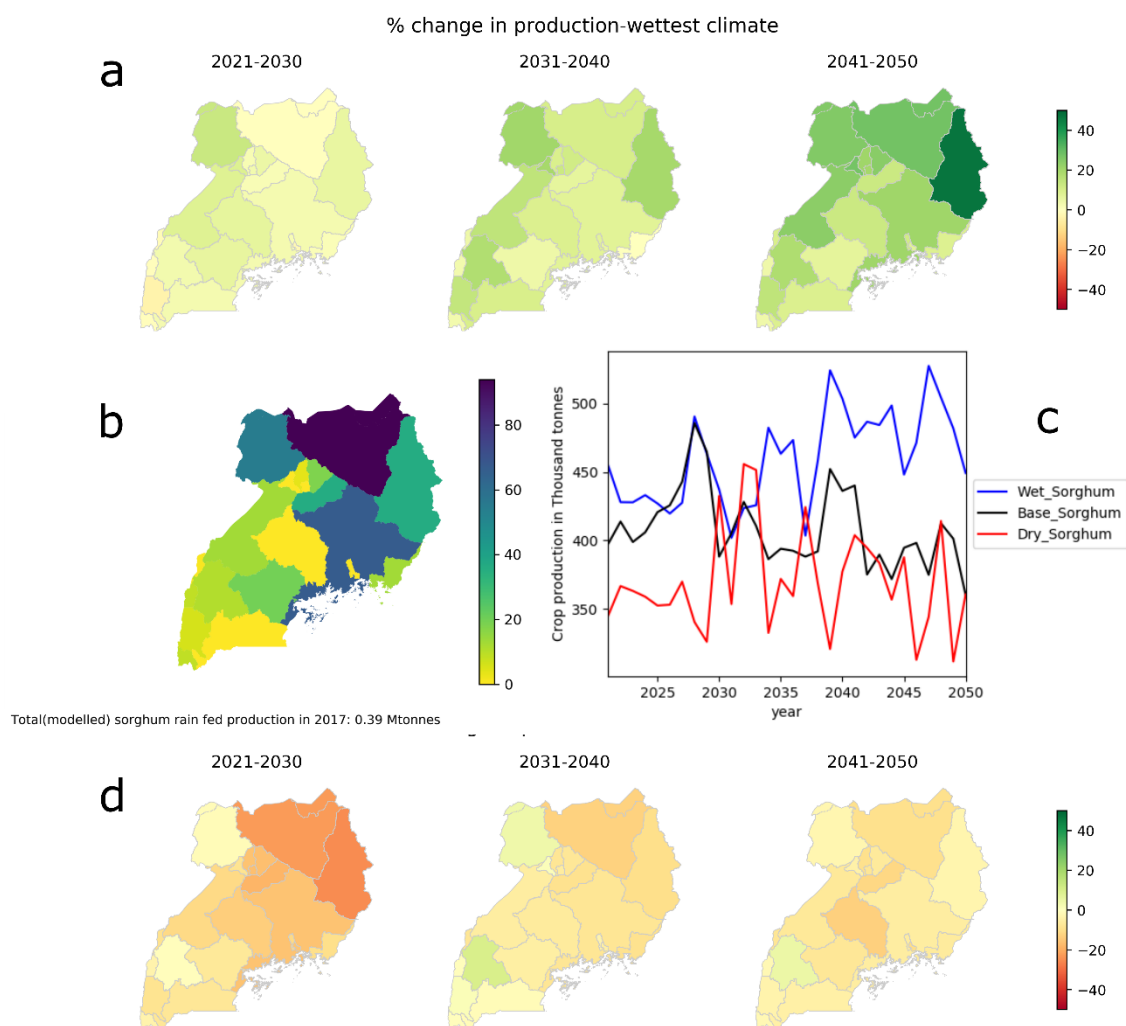 % change in production-wettest climate
a
2021-2030
2031-2040
2041-2050
40
20
0
−20
−40
b
80
60
40
20
0
Total(modelled) sorghum rain fed production in 2017: 0.39 Mtonnes
c
Crop production in Thousand tonnes
500
450
400
350
2025
2030
2035
2040
2045
2050
year
Wet_Sorghum
Base_Sorghum
Dry_Sorghum
d
2021-2030
2031-2040
2041-2050
40
20
0
−20
−40